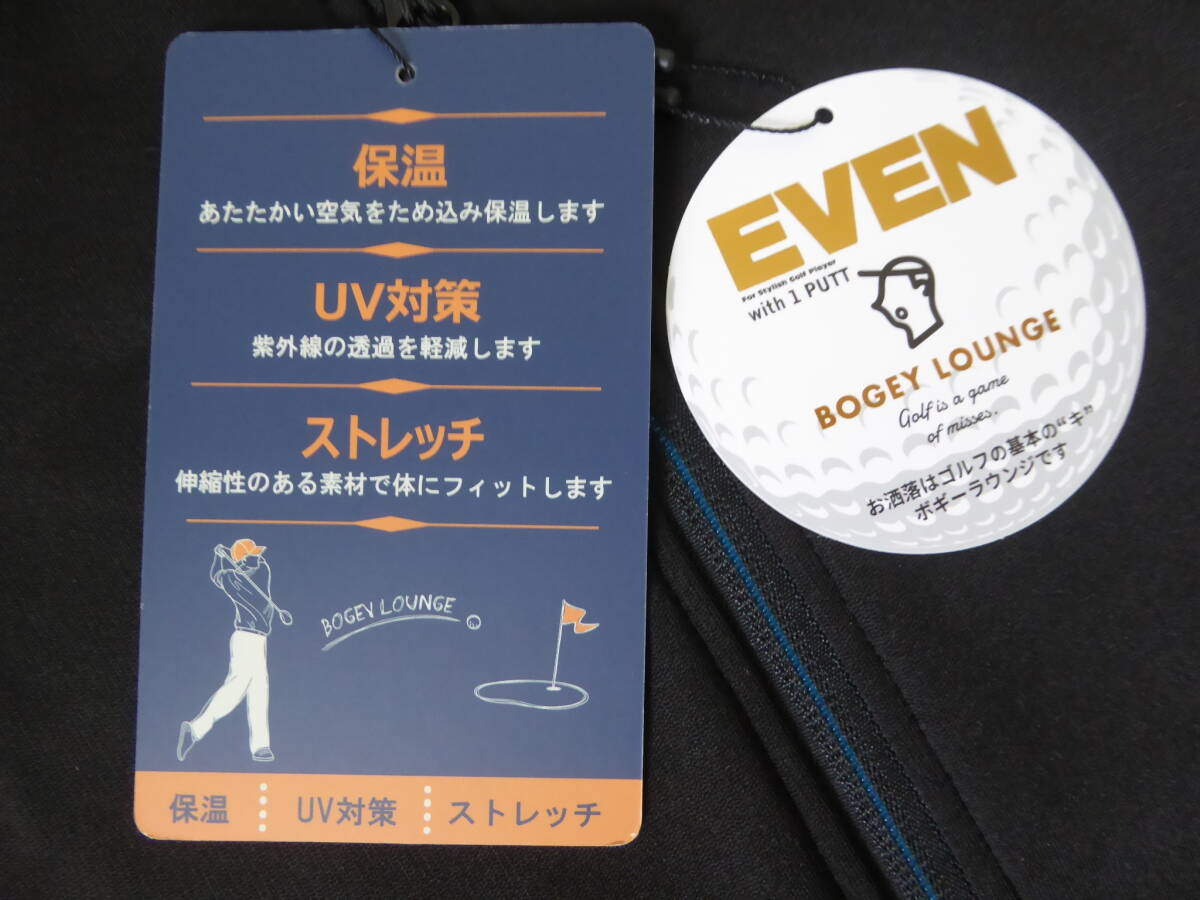 保温
あたたかい空気をため込み保温します
UV対策
紫外線の透過を軽減します
ストレッチ
伸縮性のある素材で体にフィットします
BOGEY LOUNGE
保温
UV対策
ストレッチ
EVEN
For Stylish Golf Player
with 1 PUTT
BOGEY LOUNGE
Golf is a game
of misses.
お洒落はゴルフの基本の“キ”
ボギーラウンジです